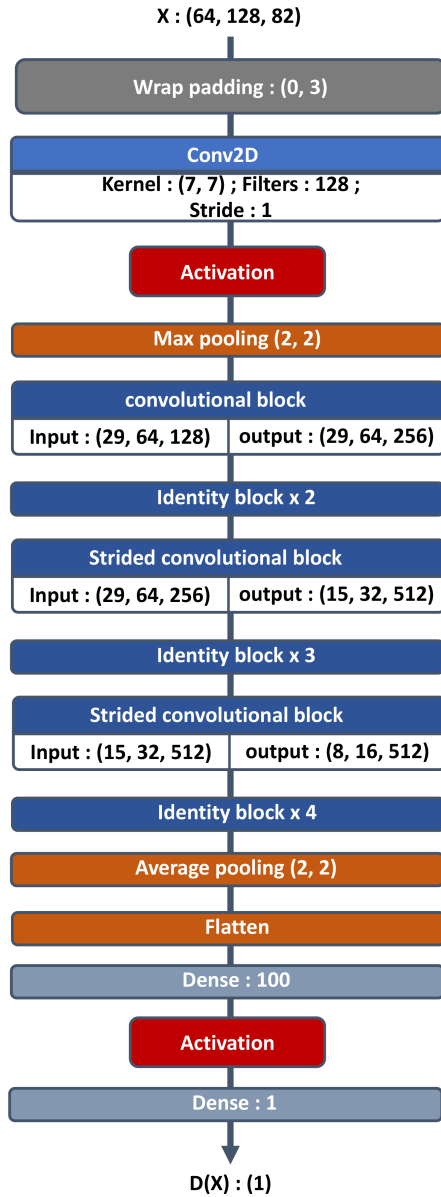 X : (64, 128, 82)
Wrap padding : (0, 3)
Conv2D
Kernel : (7, 7) ; Filters : 128 ;
Stride : 1
Activation
Max pooling (2, 2)
convolutional block
Input : (29, 64, 128) output : (29, 64, 256)
Identity block x 2
Strided convolutional block
Input : (29, 64, 256) output : (15, 32, 512)
Identity block x 3
Strided convolutional block
Input : (15, 32, 512) output : (8, 16, 512)
Identity block x 4
Average pooling (2, 2)
Flatten
Dense : 100
Activation
Dense : 1
D(X) : (1)